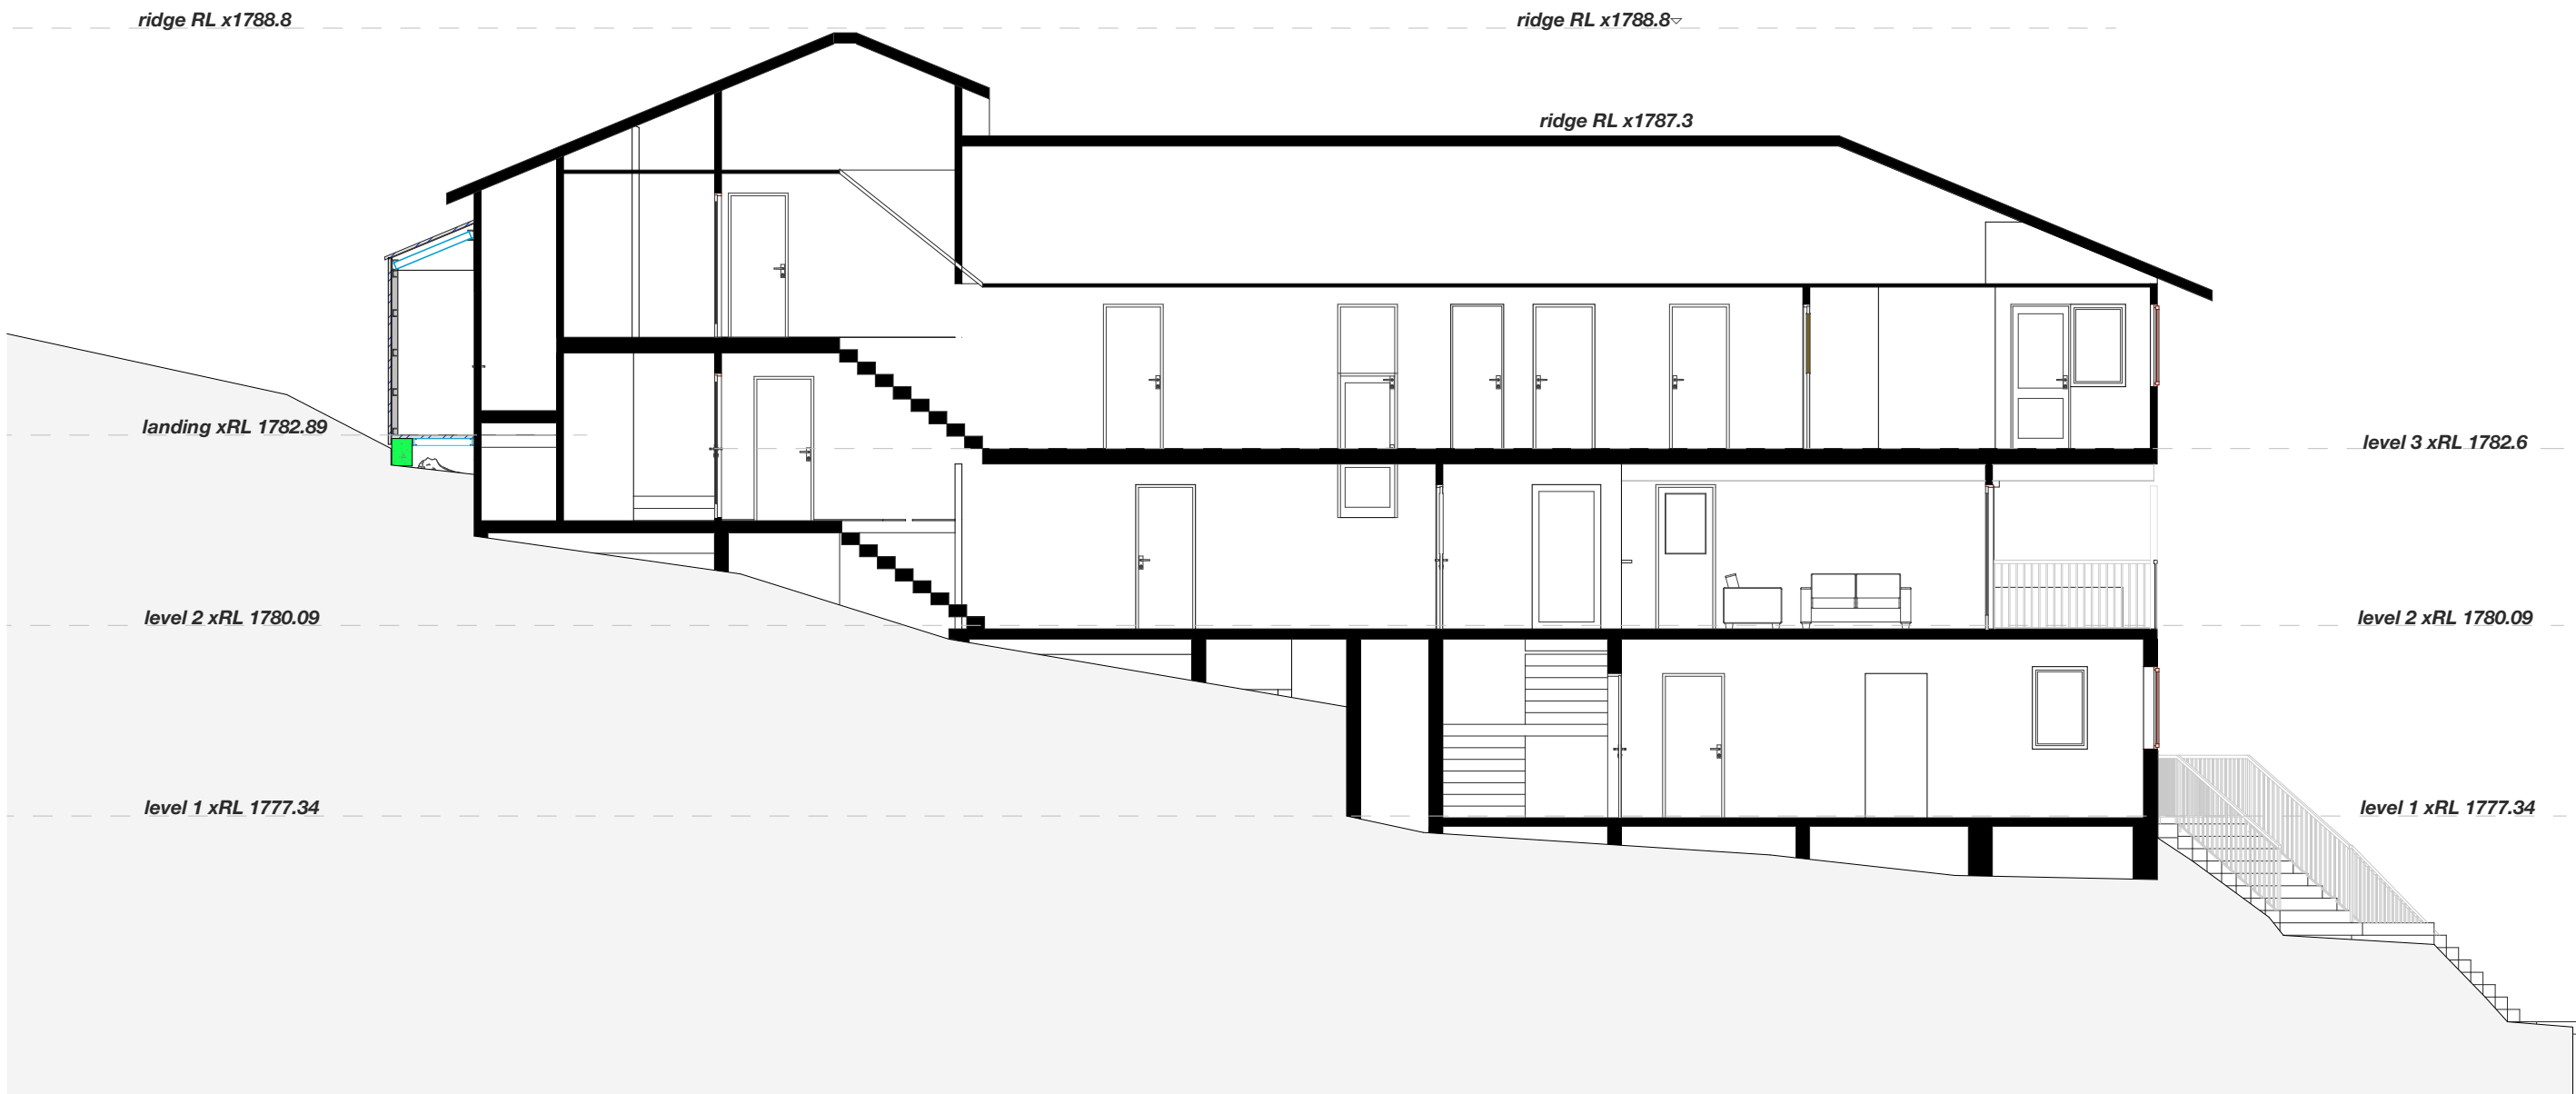 ridge RL x1788.8
ridge RL x1788.8
ridge RL x1787.3
landing xRL 1782.89
level 3 xRL 1782.6
level 2 xRL 1780.09
level 2 xRL 1780.09
level 1 xRL 1777.34
level 1 xRL 1777.34